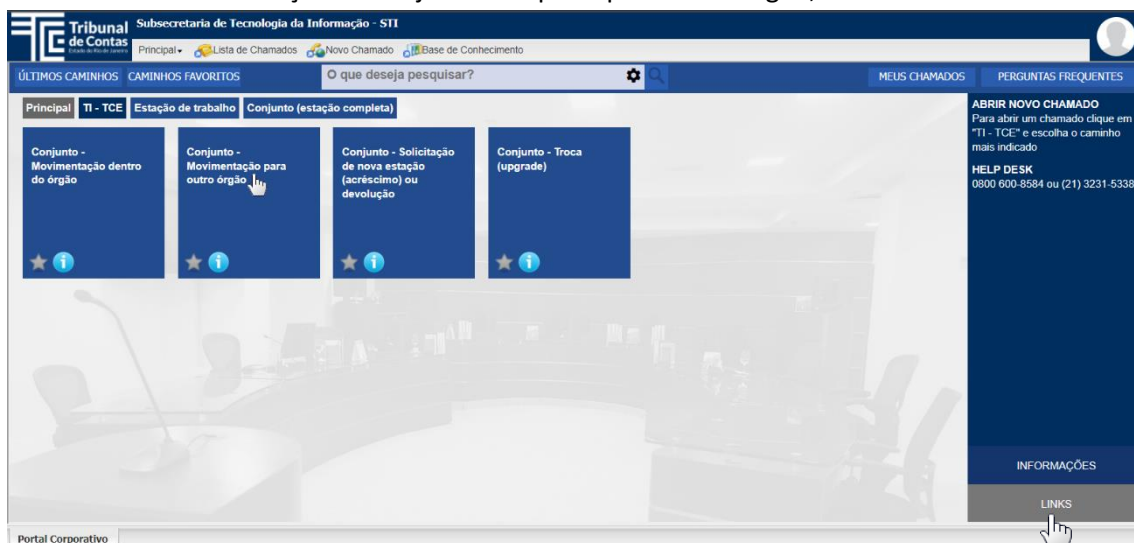 Tribunal
de Contas
Estado do Rio de Janeiro
Subsecretaria de Tecnologia da Informação - STI
Principal Lista de Chamados Novo Chamado Base de Conhecimento
ÚLTIMOS CAMINHOS CAMINHOS FAVORITOS O que deseja pesquisar? MEUS CHAMADOS PERGUNTAS FREQUENTES
Principal TI - TCE Estação de trabalho Conjunto (estação completa)
Conjunto -
Movimentação dentro
do órgão
Conjunto -
Movimentação para
outro órgão
Conjunto - Solicitação
de nova estação
(acréscimo) ou
devolução
Conjunto - Troca
(upgrade)
ABRIR NOVO CHAMADO
Para abrir um chamado clique em
"TI - TCE" e escolha o caminho
mais indicado
HELP DESK
0800 600-8584 ou (21) 3231-5338
INFORMAÇÕES
LINKS
Portal Corporativo